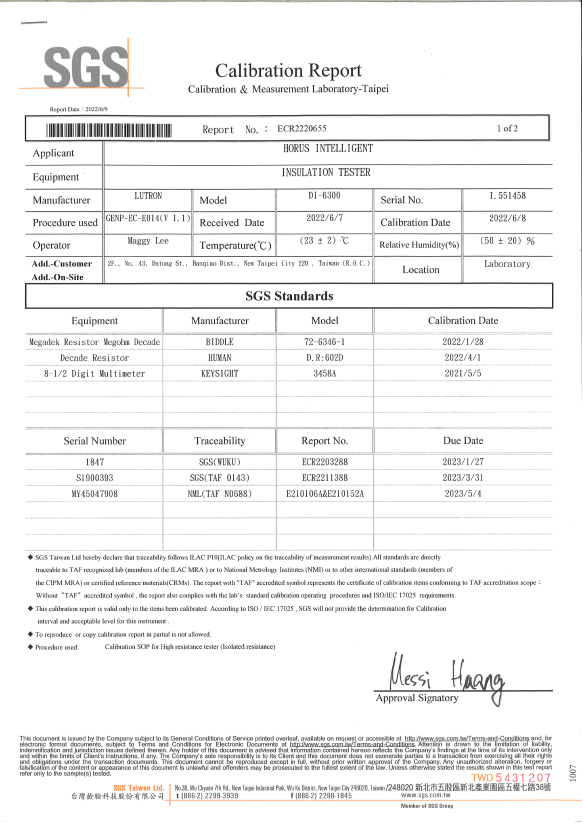 SGS
Calibration Report
Calibration & Measurement Laboratory-Taipei
Report Date : 2022/6/9
Report No. : ECR2220655 1 of 2
Applicant HORUS INTELLIGENT
Equipment INSULATION TESTER
Manufacturer LUTRON Model DI-6300 Serial No. I.551458
Procedure used GENP-EC-E014(V 1.1) Received Date 2022/6/7 Calibration Date 2022/6/8
Operator Maggy Lee Temperature(℃) (23 ± 2) ℃ Relative Humidity(%) (50 ± 20) %
Add.-Customer 2F., No. 43, Datong St., Banqiao Dist., New Taipei City 220 , Taiwan (R.O.C.) Location Laboratory
Add.-On-Site
SGS Standards
Equipment Manufacturer Model Calibration Date
Megadek Resistor Megohm Decade BIDDLE 72-6346-1 2022/1/28
Decade Resistor HUMAN D.R:602D 2022/4/1
8-1/2 Digit Multimeter KEYSIGHT 3458A 2021/5/5
Serial Number Traceability Report No. Due Date
1847 SGS(WUKU) ECR2203288 2023/1/27
S1900393 SGS(TAF 0143) ECR2211388 2023/3/31
MY45047908 NML(TAF N0688) E210106A&E210152A 2023/5/4
◆ SGS Taiwan Ltd hereby declare that traceability follows ILAC P10(ILAC policy on the traceability of measurement results).All standards are directly
traceable to TAF recognized lab (members of the ILAC MRA ) or to National Metrology Institutes (NMI) or to other international standards (members of
the CIPM MRA) or certified reference materials(CRMs). The report with "TAF" accredited symbol represents the certificate of calibration items conforming to TAF accreditation scope ;
Without "TAF" accredited symbol , the report also complies with the lab's standard calibration operating procedures and ISO/IEC 17025 requirements.
◆ This calibration report is valid only to the items been calibrated. According to ISO / IEC 17025 , SGS will not provide the determination for Calibration
interval and acceptable level for this instrument .
◆ To reproduce or copy calibration report in partial is not allowed.
◆ Procedure used: Calibration SOP for High resistance tester (Isolated resistance)
Messi Huang
Approval Signatory
This document is issued by the Company subject to its General Conditions of Service printed overleaf, available on request or accessible at http://www.sgs.com.tw/Terms-and-Conditions and, for
electronic format documents, subject to Terms and Conditions for Electronic Documents at http://www.sgs.com.tw/Terms-and-Conditions. Attention is drawn to the limitation of liability,
indemnification and jurisdiction issues defined therein. Any holder of this document is advised that information contained hereon reflects the Company's findings at the time of its intervention only
and within the limits of Client's instructions, if any. The Company's sole responsibility is to its Client and this document does not exonerate parties to a transaction from exercising all their rights
and obligations under the transaction documents. This document cannot be reproduced except in full, without prior written approval of the Company. Any unauthorized alteration, forgery or
falsification of the content or appearance of this document is unlawful and offenders may be prosecuted to the fullest extent of the law. Unless otherwise stated the results shown in this test report
refer only to the sample(s) tested.
TWD 5431207
1007
SGS Taiwan Ltd. No.38, Wu Chyuan 7th Rd., New Taipei Industrial Park, Wu Ku District, New Taipei City 248020, Taiwan /248020 新北市五股區新北產業園區五權七路38號
台灣檢驗科技股份有限公司 t (886-2) 2299-3939 f (886-2) 2298-1845 www.sgs.com.tw
Member of SGS Group